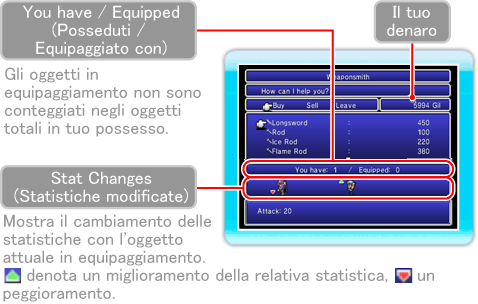 You have / Equipped
(Posseduti /
Equipaggiato con)
Il tuo
denaro
Gli oggetti in
equipaggiamento non sono
conteggiati negli oggetti
totali in tuo possesso.
Weaponsmith
How can I help you?
Buy Sell Leave 5994 Gil
Longsword : 450
Rod : 100
Ice Rod : 220
Flame Rod : 380
You have: 1 / Equipped: 0
Attack: 20
Stat Changes
(Statistiche modificate)
Mostra il cambiamento delle
statistiche con l'oggetto
attuale in equipaggiamento.
denota un miglioramento della relativa statistica, un
peggioramento.